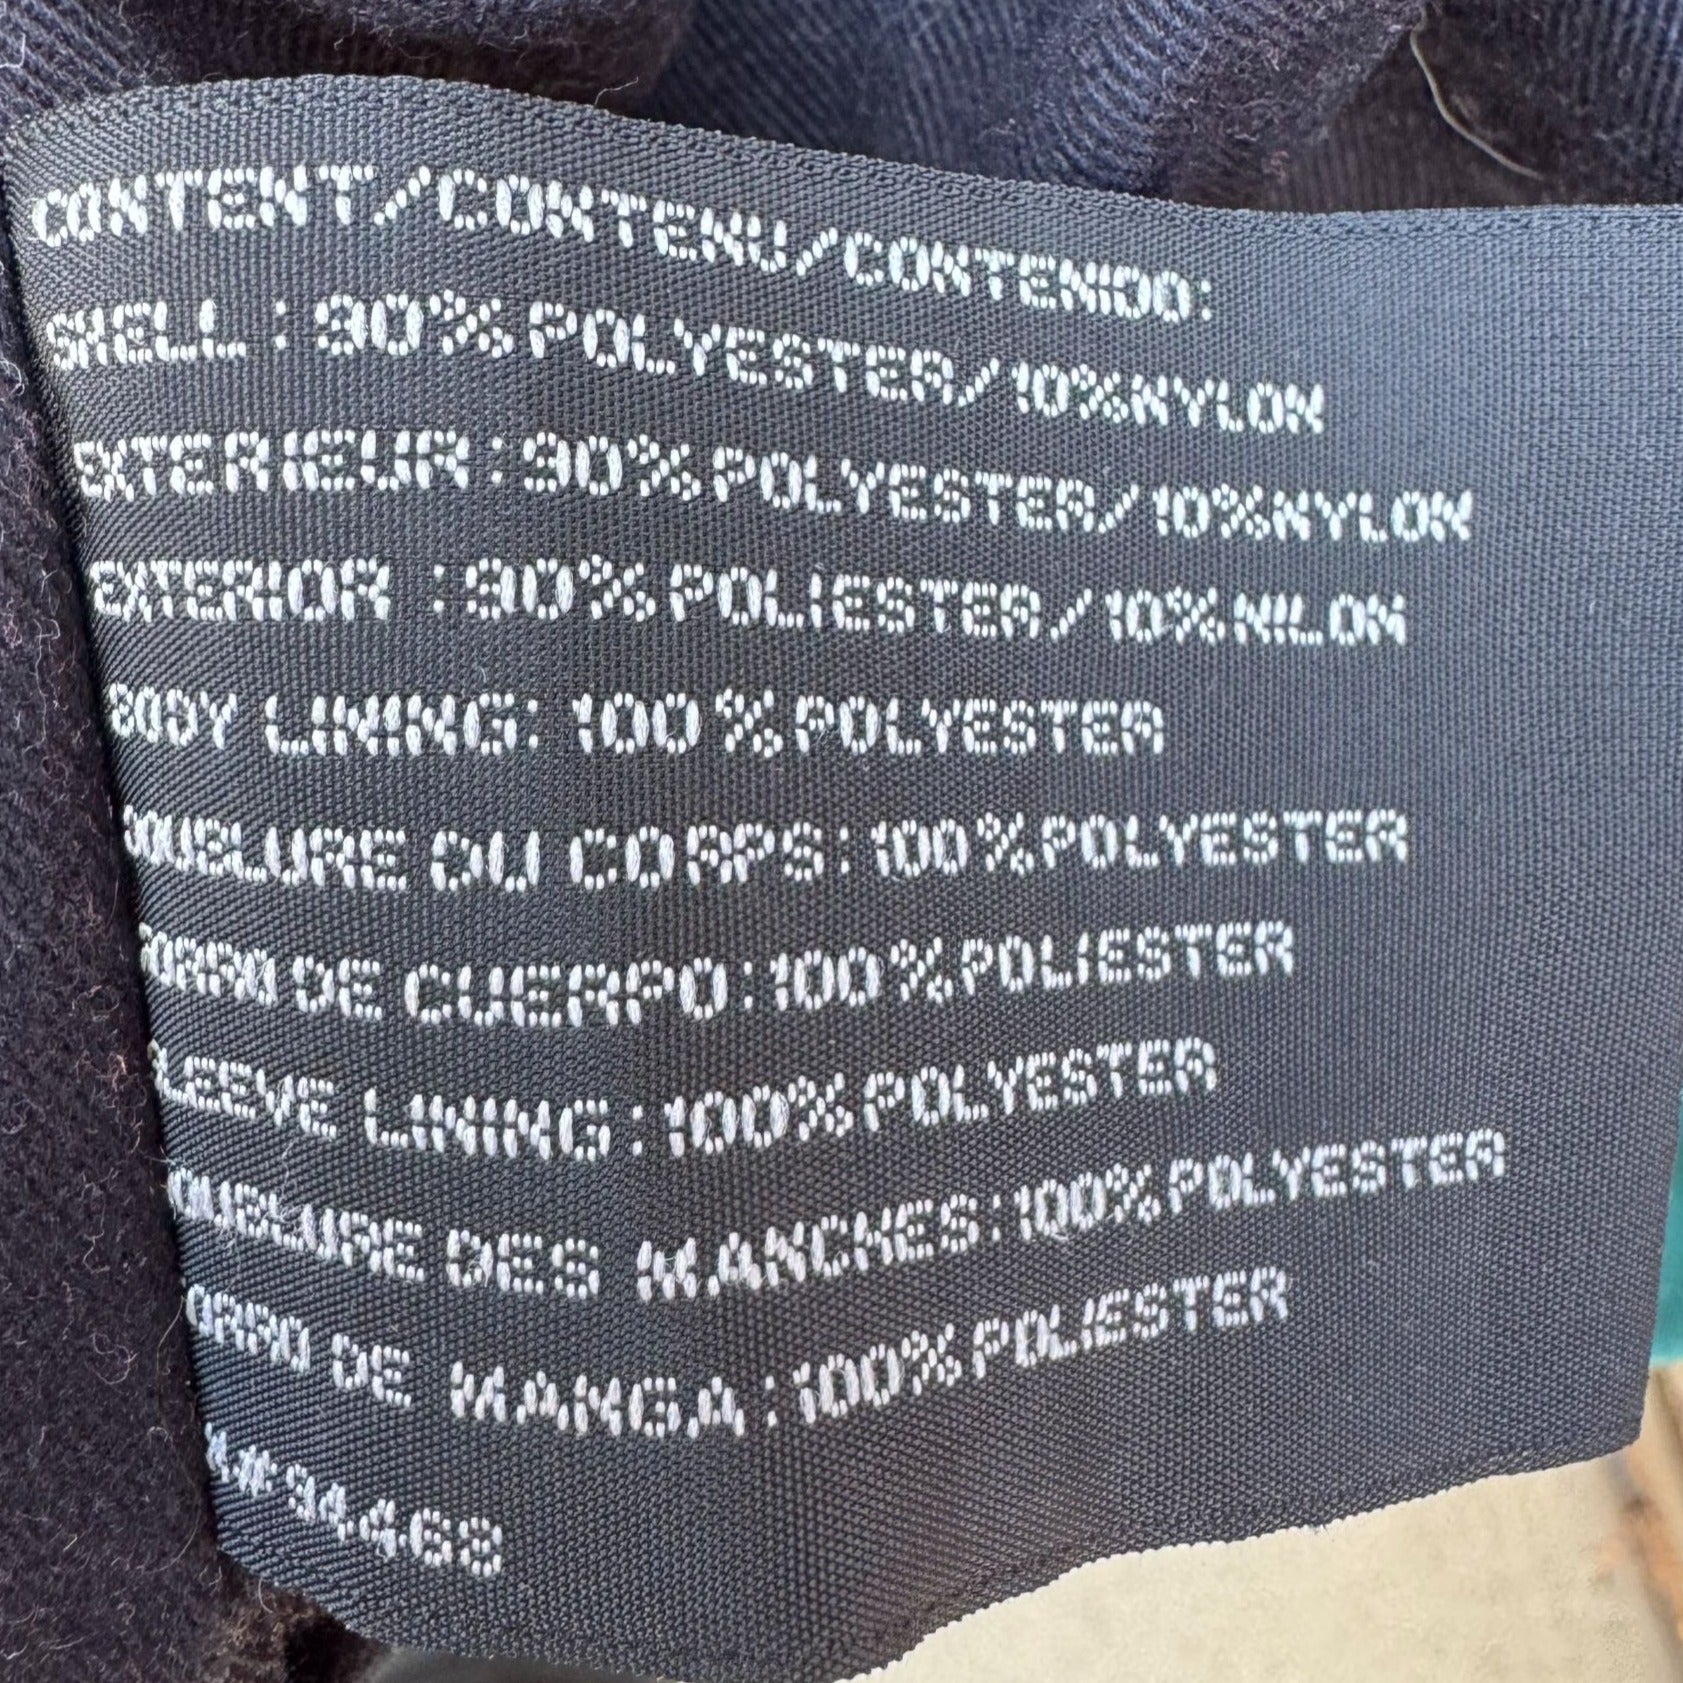 CONTENT/CONTENU/CONTENIDO:
SHELL : 90% POLYESTER/10% NYLON
EXTERIEUR : 90% POLYESTER/10% NYLON
EXTERIOR : 90% POLIESTER/10% NILON
BODY LINING: 100% POLYESTER
DOUBLURE DU CORPS: 100% POLYESTER
FORRO DE CUERPO: 100% POLIESTER
SLEEVE LINING : 100% POLYESTER
DOUBLURE DES MANCHES: 100% POLYESTER
FORRO DE MANGA : 100% POLIESTER
A#94468